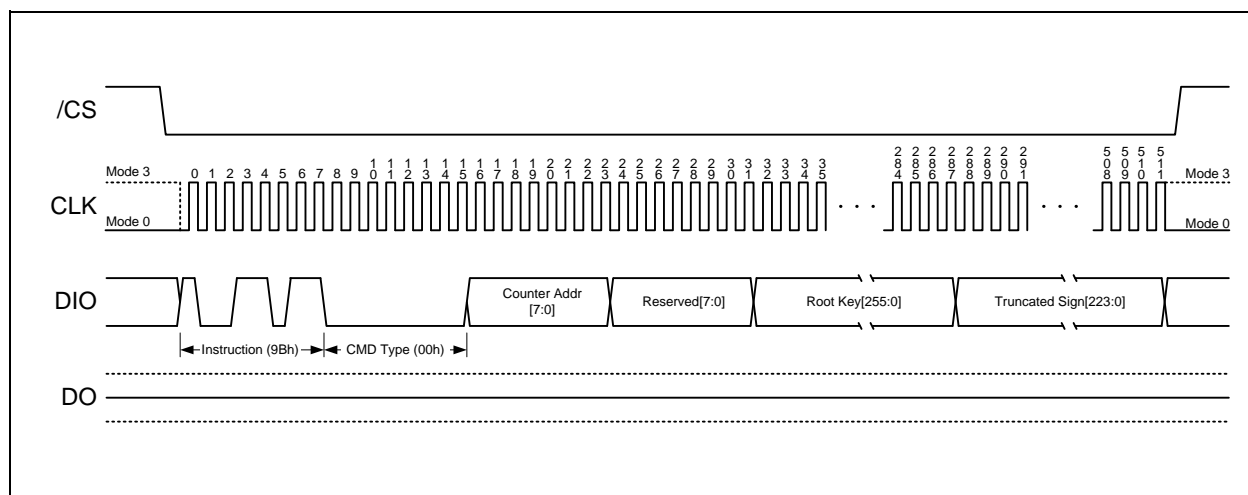 /CS
Mode 3
0 1 2 3 4 5 6 7 8 9 10 11 12 13 14 15 16 17 18 19 20 21 22 23 24 25 26 27 28 29 30 31 32 33 34 35 284 285 286 287 288 289 290 291 508 509 510 511
Mode 3
CLK
Mode 0
. . .
. . .
Mode 0
DIO
Counter Addr
[7:0]
Reserved[7:0]
Root Key[255:0]
Truncated Sign[223:0]
Instruction (9Bh)
CMD Type (00h)
DO